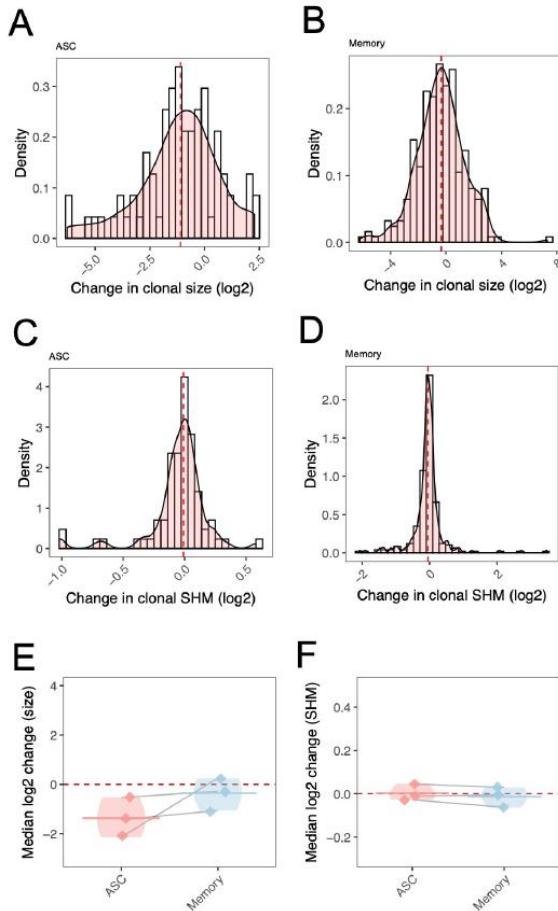 A
B
ASC
Memory
Density
0.3
0.2
0.1
0.0
-5.0
-2.5
0.0
2.5
Change in clonal size (log2)
Density
0.2
0.1
0.0
-4
0
4
8
Change in clonal size (log2)
C
D
ASC
Memory
Density
4
3
2
1
0
-1.0
-0.5
0.0
0.5
Change in clonal SHM (log2)
Density
2.0
1.5
1.0
0.5
0.0
-2
0
2
Change in clonal SHM (log2)
E
F
Median log2 change (size)
4
2
0
-2
ASC
Memory
Median log2 change (SHM)
0.4
0.2
0.0
-0.2
ASC
Memory